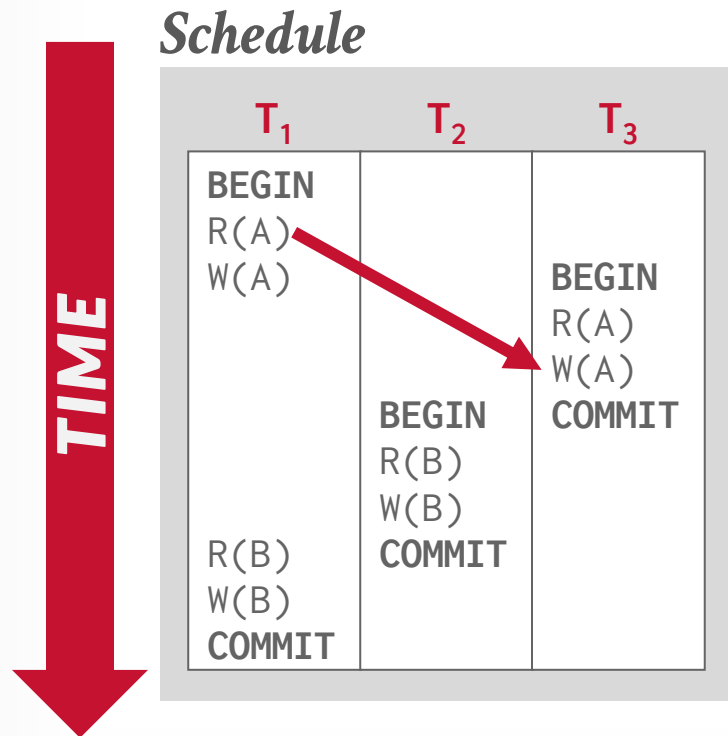 Schedule
TIME
T₁ T₂ T₃
BEGIN
R(A)
W(A) BEGIN
R(A)
W(A)
BEGIN COMMIT
R(B)
W(B)
R(B) COMMIT
W(B)
COMMIT